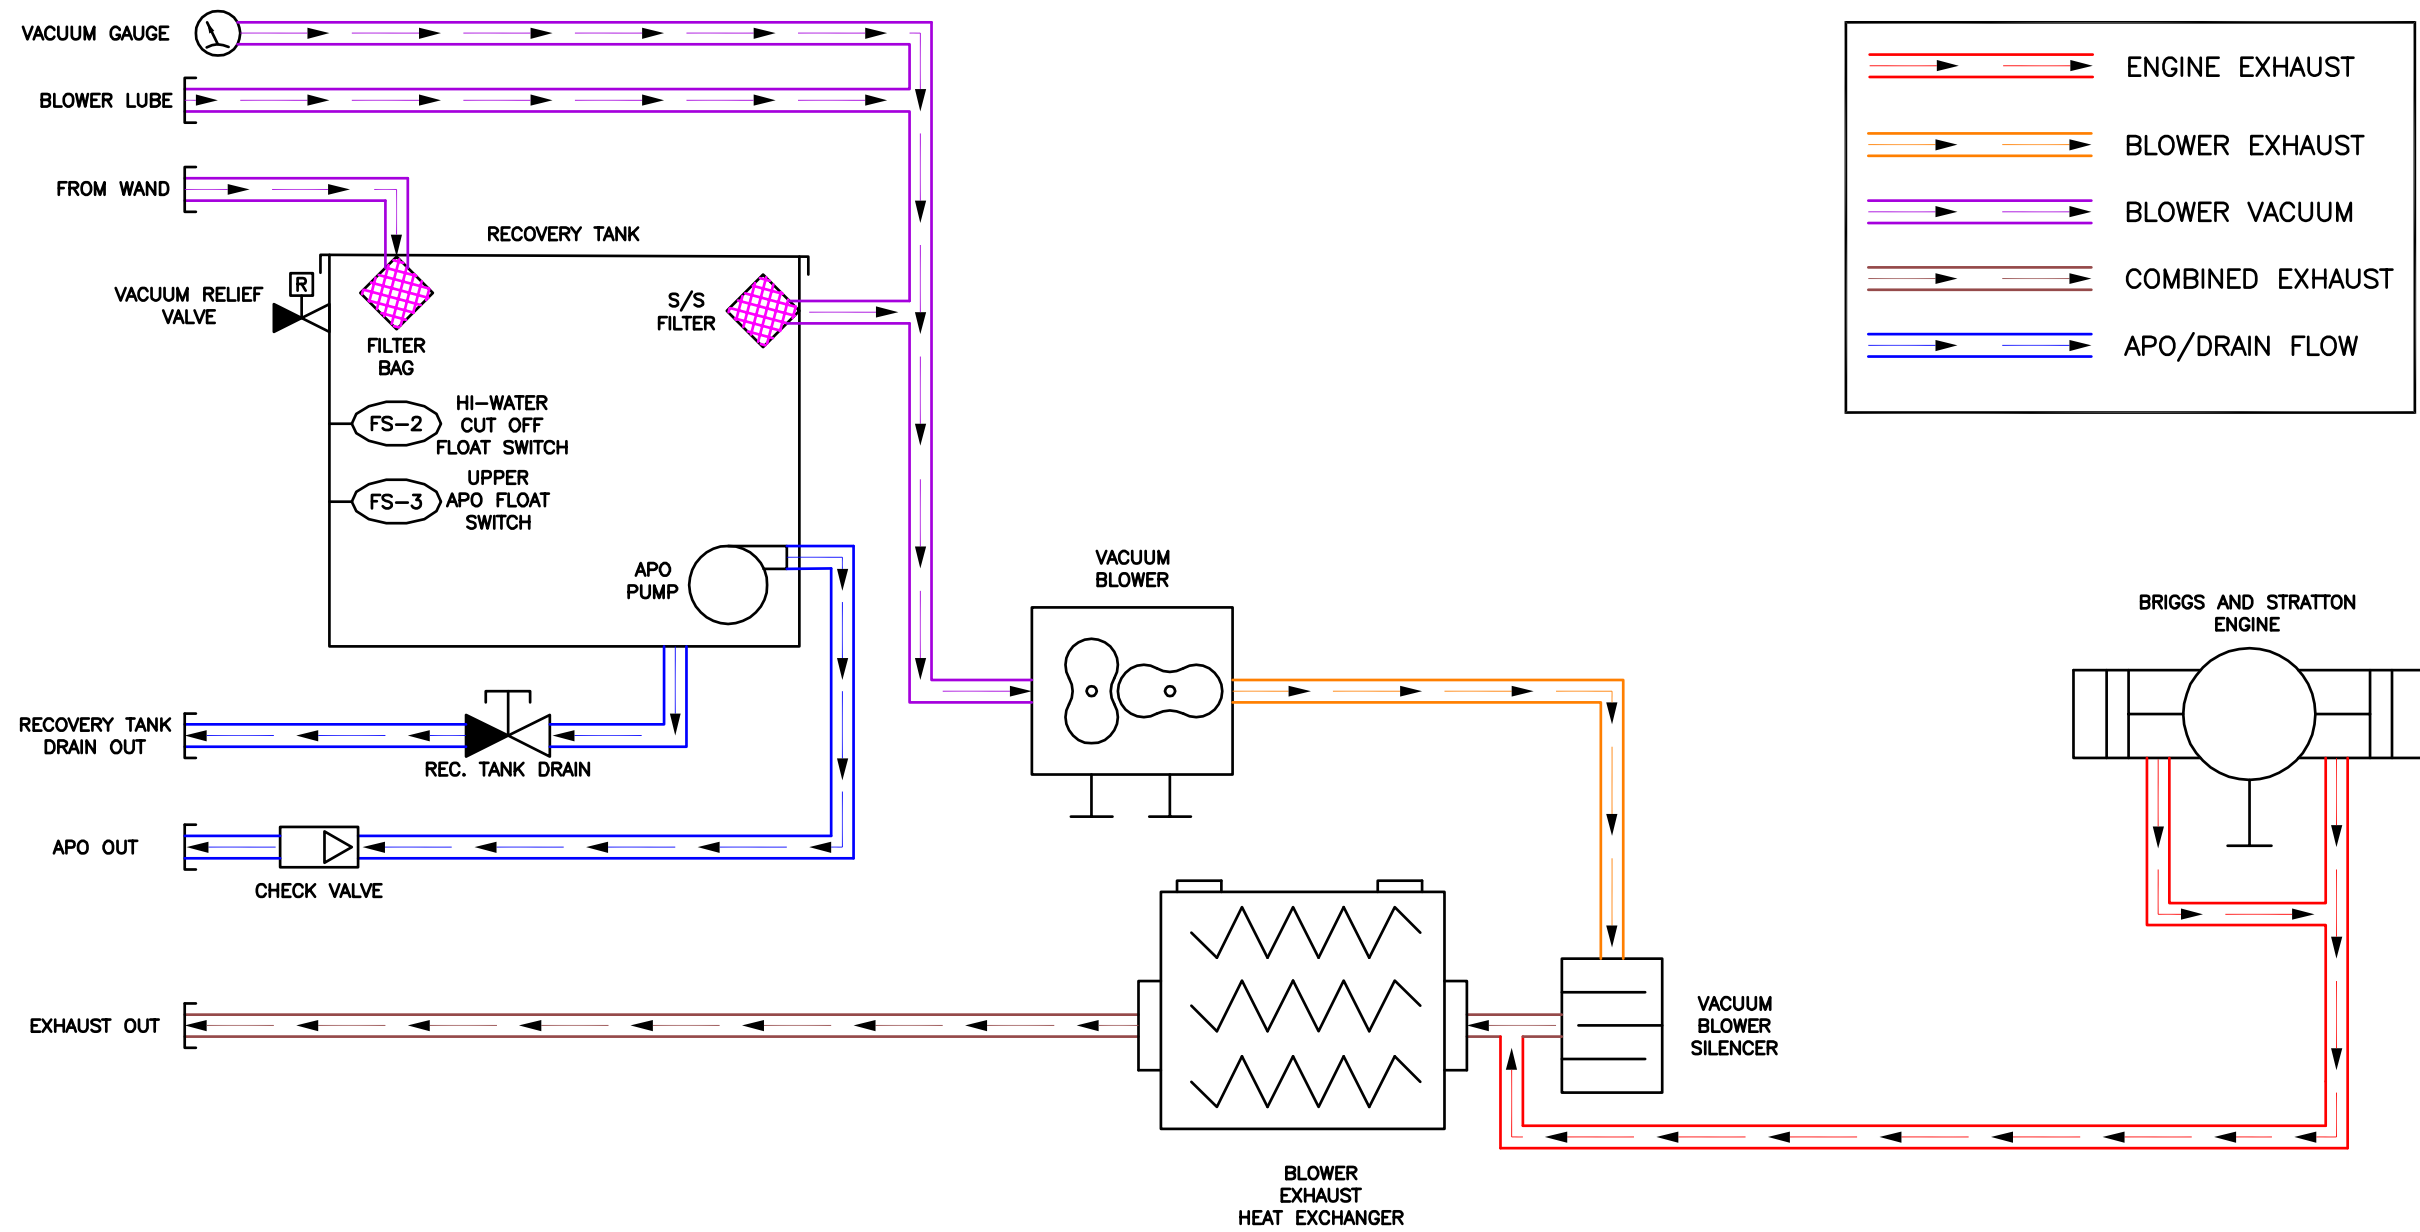 VACUUM GAUGE
BLOWER LUBE
FROM WAND
RECOVERY TANK
VACUUM RELIEF
VALVE
R
FILTER
BAG
S/S
FILTER
FS-2
HI-WATER
CUT OFF
FLOAT SWITCH
FS-3
UPPER
APO FLOAT
SWITCH
APO
PUMP
RECOVERY TANK
DRAIN OUT
REC. TANK DRAIN
APO OUT
CHECK VALVE
EXHAUST OUT
VACUUM
BLOWER
BLOWER
EXHAUST
HEAT EXCHANGER
VACUUM
BLOWER
SILENCER
BRIGGS AND STRATTON
ENGINE
ENGINE EXHAUST
BLOWER EXHAUST
BLOWER VACUUM
COMBINED EXHAUST
APO/DRAIN FLOW